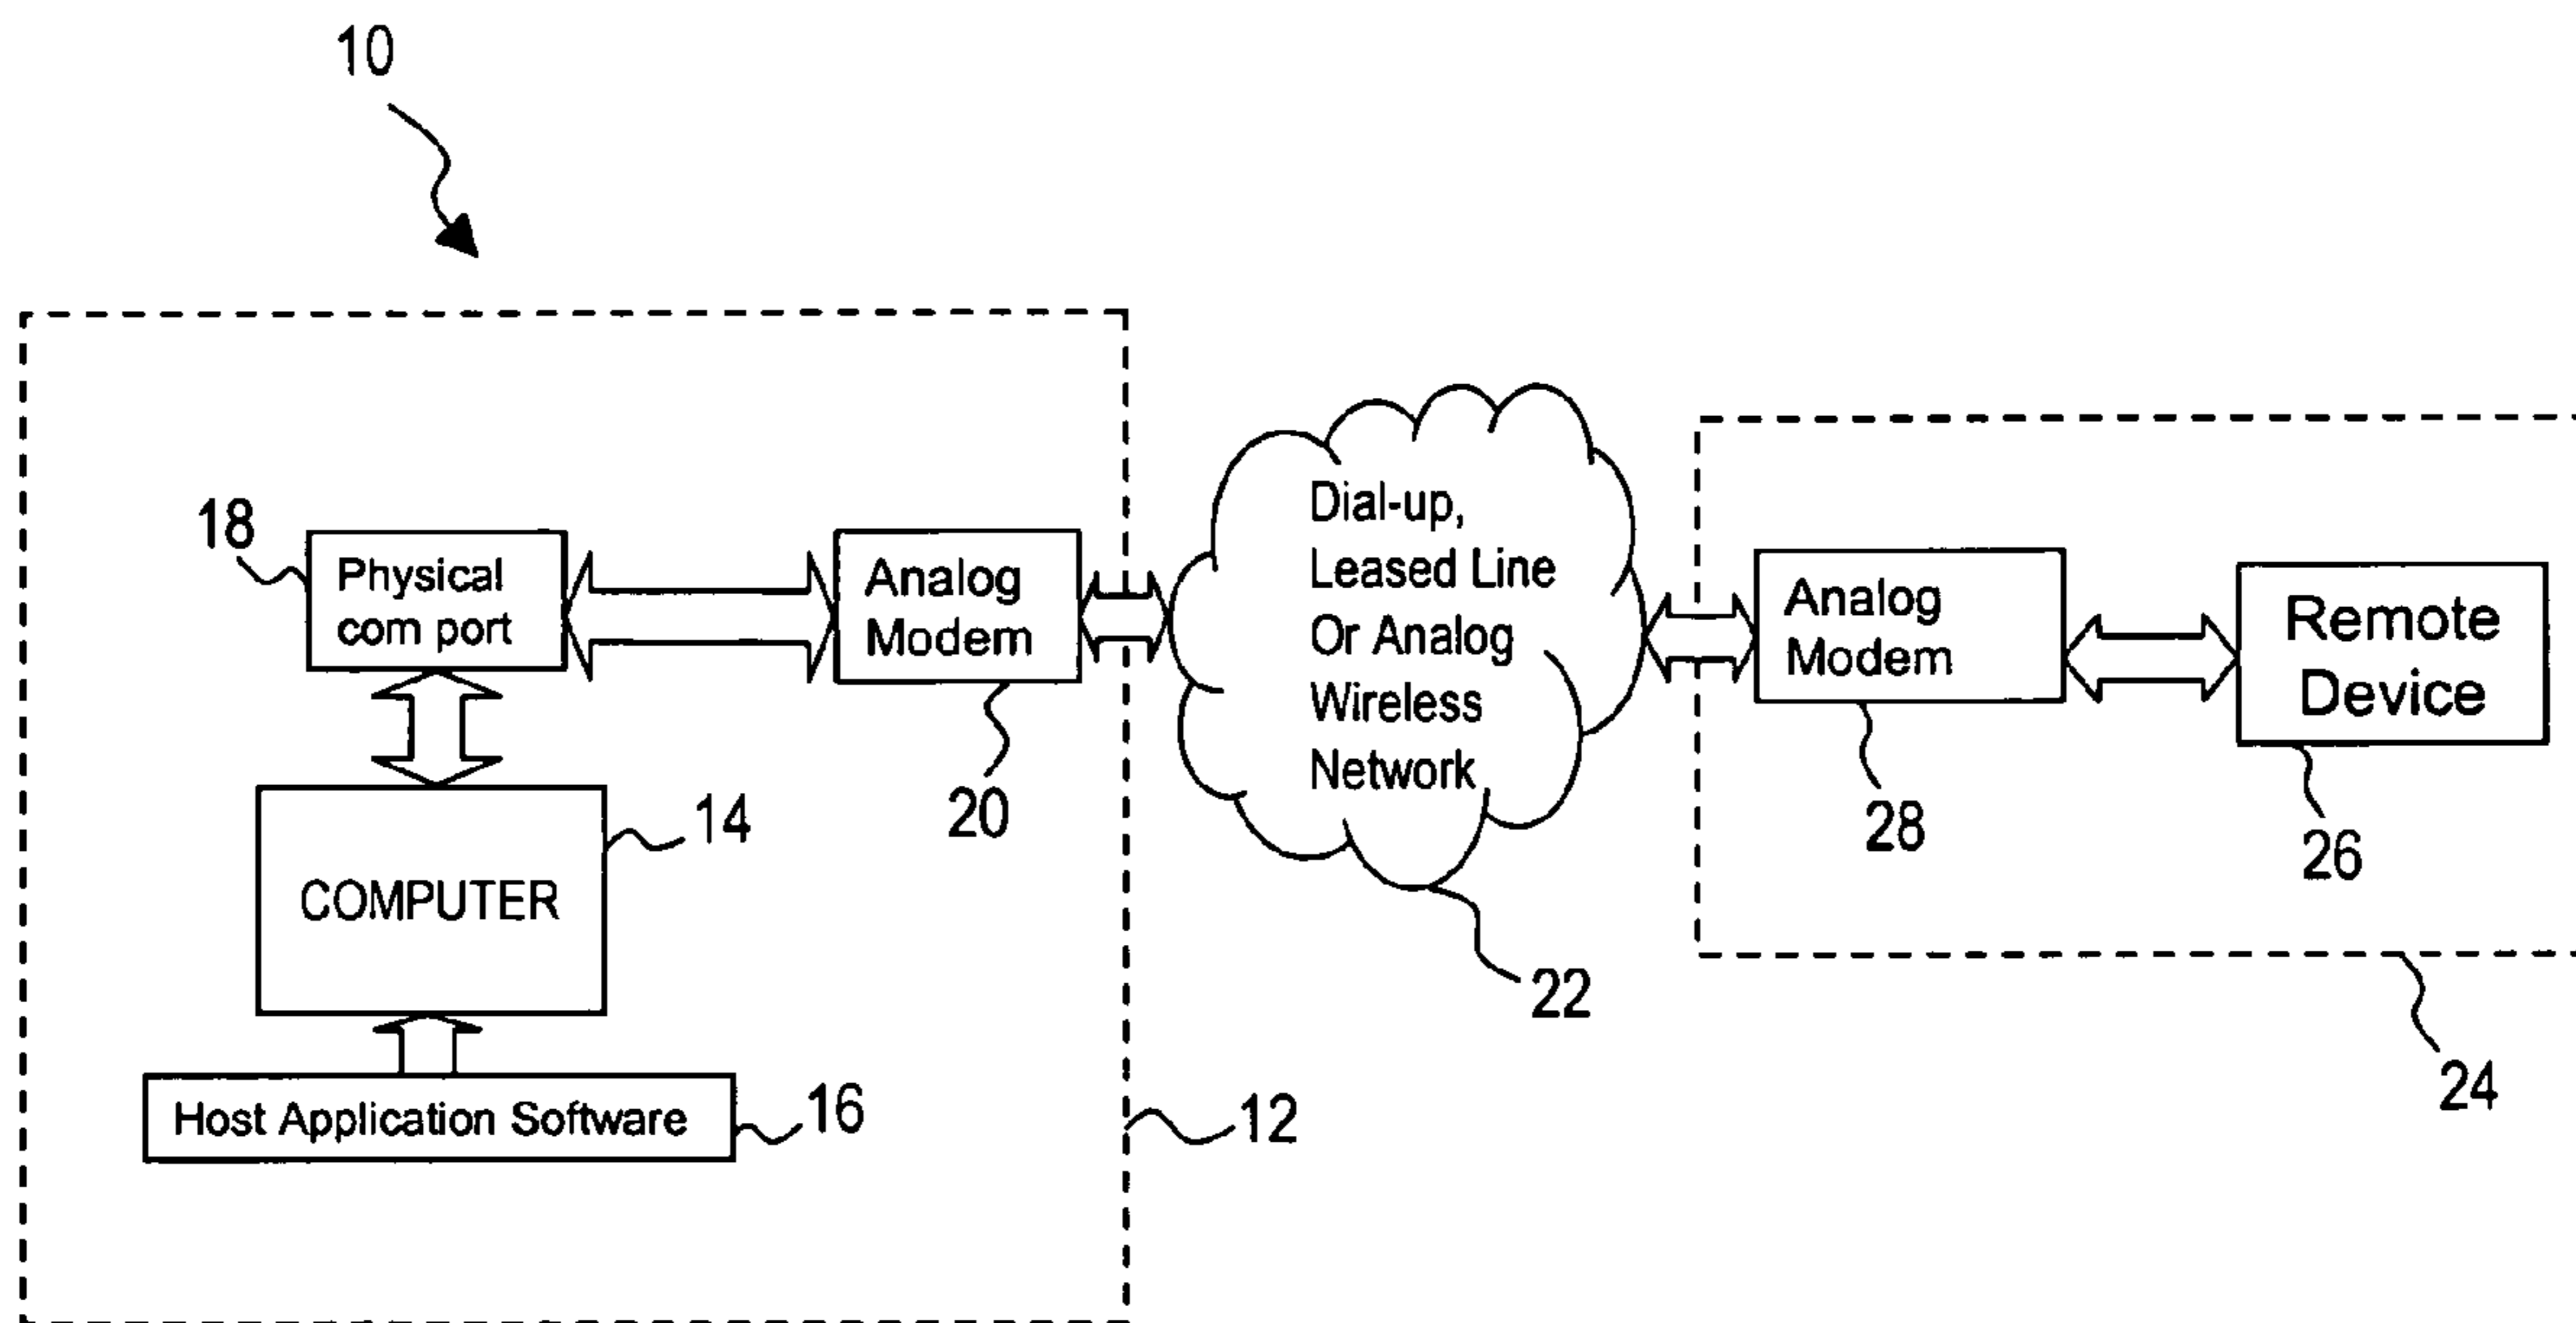 10
18
Physical
com port
Analog
Modem
20
14
COMPUTER
Host Application Software
16
12
Dial-up,
Leased Line
Or Analog
Wireless
Network
22
Analog
Modem
28
Remote
Device
26
24